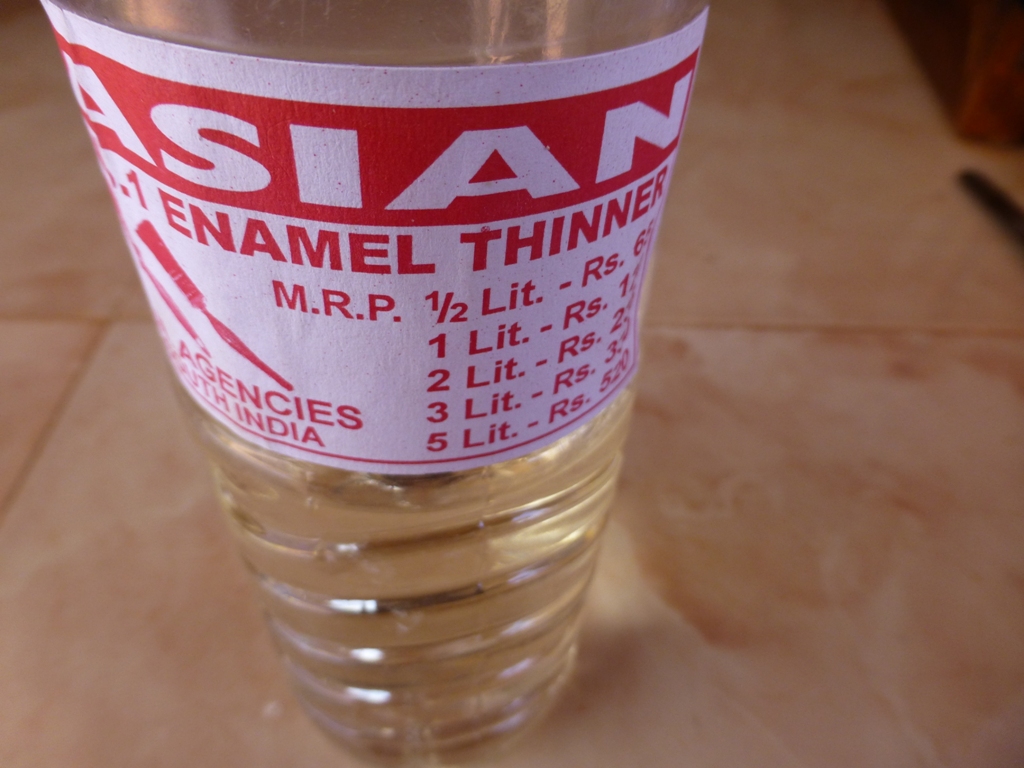 ASIAN
ENAMEL THINNER
M.R.P. 1/2 Lit. - Rs.
1 Lit. - Rs.
2 Lit. - Rs.
3 Lit. - Rs.
5 Lit. - Rs. 520
AGENCIES
INDIA